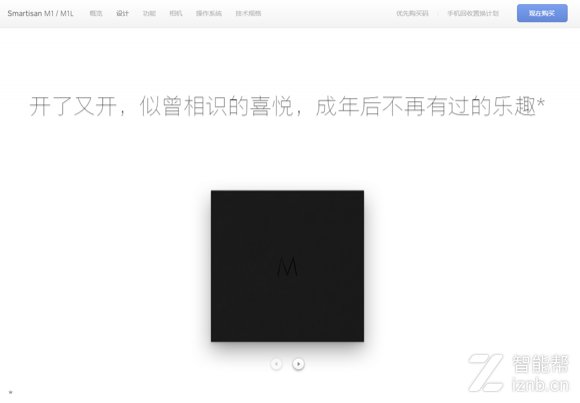 Smartisan M1 / M1L 概览 设计 功能 相机 操作系统 技术规格 优先购买码 手机回收置换计划 现在购买
开了又开，似曾相识的喜悦，成年后不再有过的乐趣*
M
智能帮
iznb.cn
*